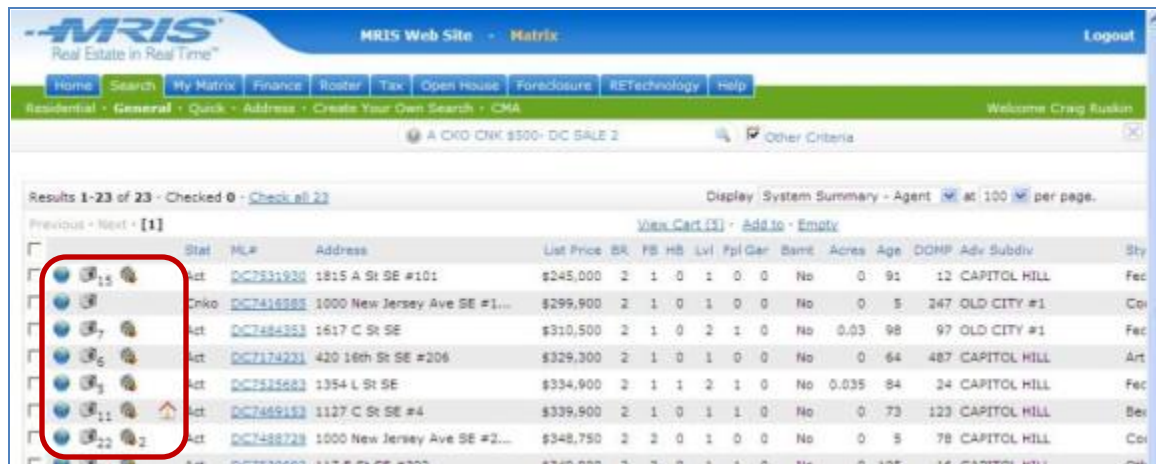 MRIS
Real Estate in Real Time™
MRIS Web Site - Matrix Logout
Home Search My Matrix Finance Roster Tax Open House Foreclosure RETechnology Help
Residential · General · Quick · Address · Create Your Own Search · CMA Welcome Craig Ruskin
A CKO CNK $500- DC SALE 2 Other Criteria
Results 1-23 of 23 · Checked 0 · Check all 23 Display System Summary - Agent at 100 per page.
Previous · Next · [1] View Cart (5) · Add to · Empty
Stat ML# Address List Price BR FB HB Lvl Fpl Gar Bsmt Acres Age DOMP Adv Subdiv Sty
15 Act DC7531930 1815 A St SE #101 $245,000 2 1 0 1 0 0 No 0 91 12 CAPITOL HILL Fed
Cnko DC7416585 1000 New Jersey Ave SE #1... $299,900 2 1 0 1 0 0 No 0 5 247 OLD CITY #1
7 Act DC7484353 1617 C St SE $310,500 2 1 0 2 1 0 No 0.03 98 97 OLD CITY #1 Fed
6 Act DC7174231 420 16th St SE #206 $329,300 2 1 0 1 0 0 No 0 64 487 CAPITOL HILL Art
Act DC7525683 1354 L St SE $334,900 2 1 1 2 1 0 No 0.035 84 24 CAPITOL HILL Fed
11 Act DC7469153 1127 C St SE #4 $339,900 2 1 0 1 1 0 No 0 73 123 CAPITOL HILL
22 2 Act DC7488729 1000 New Jersey Ave SE #2... $348,750 2 2 0 1 0 0 No 0 5 78 CAPITOL HILL